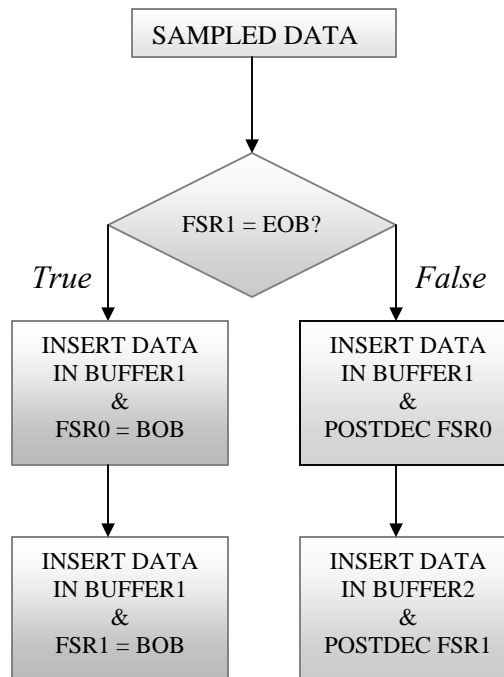 SAMPLED DATA
FSR1 = EOB?
True
False
INSERT DATA
IN BUFFER1
&
FSR0 = BOB
INSERT DATA
IN BUFFER1
&
POSTDEC FSR0
INSERT DATA
IN BUFFER1
&
FSR1 = BOB
INSERT DATA
IN BUFFER2
&
POSTDEC FSR1